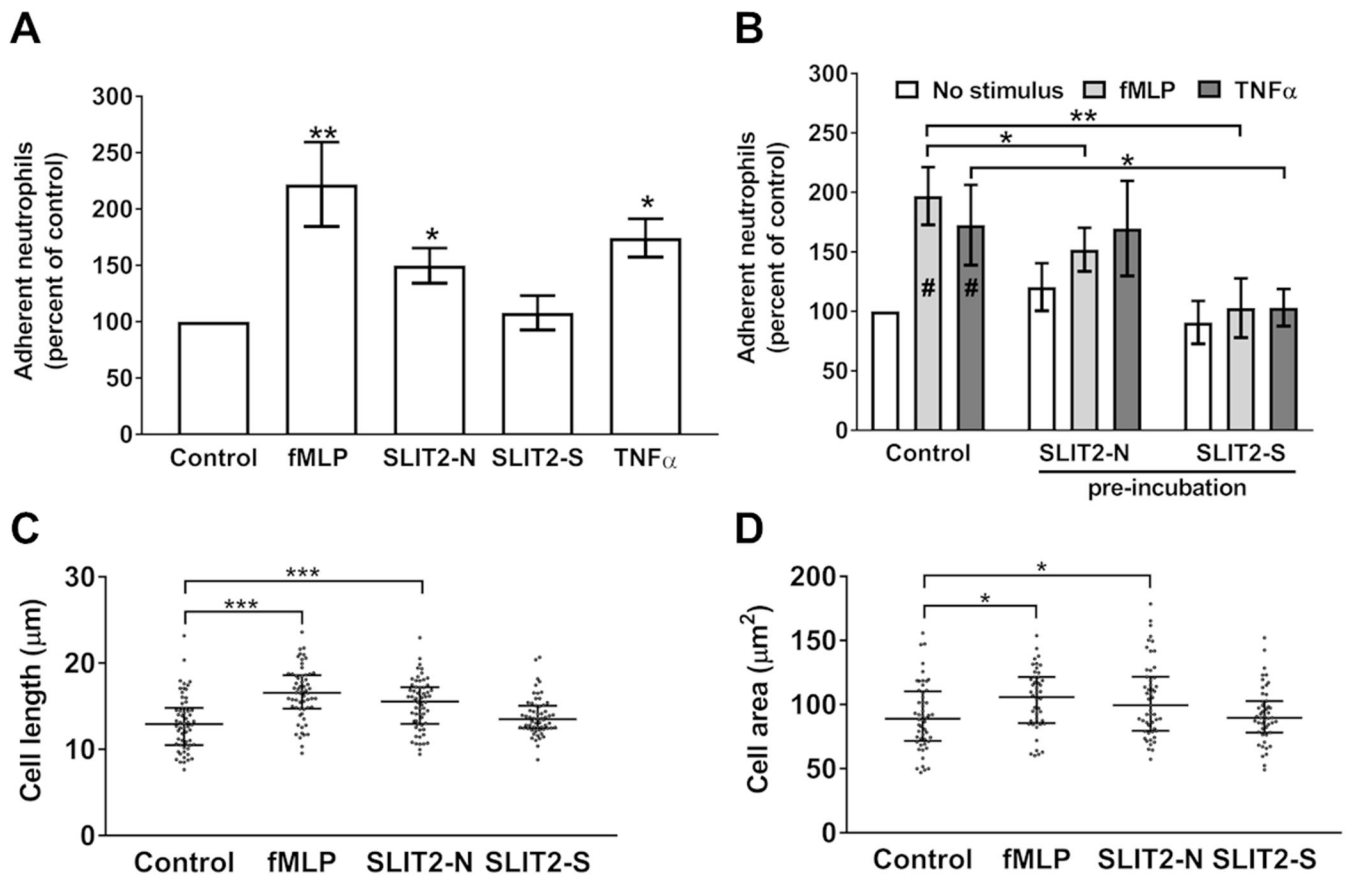 A
Adherent neutrophils
(percent of control)
300
250
200
150
100
50
0
**
*
*
Control fMLP SLIT2-N SLIT2-S TNFα
B
Adherent neutrophils
(percent of control)
300
250
200
150
100
50
0
No stimulus fMLP TNFα
**
*
*
# #
Control SLIT2-N SLIT2-S
pre-incubation
C
Cell length (μm)
30
20
10
0
***
***
Control fMLP SLIT2-N SLIT2-S
D
Cell area (μm²)
200
150
100
50
0
*
*
Control fMLP SLIT2-N SLIT2-S